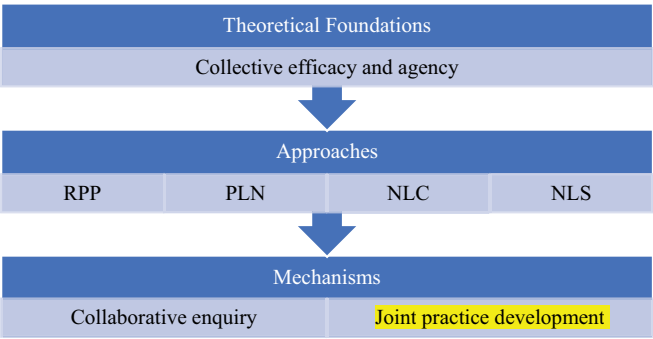 Theoretical Foundations
Collective efficacy and agency
Approaches
RPP PLN NLC NLS
Mechanisms
Collaborative enquiry Joint practice development